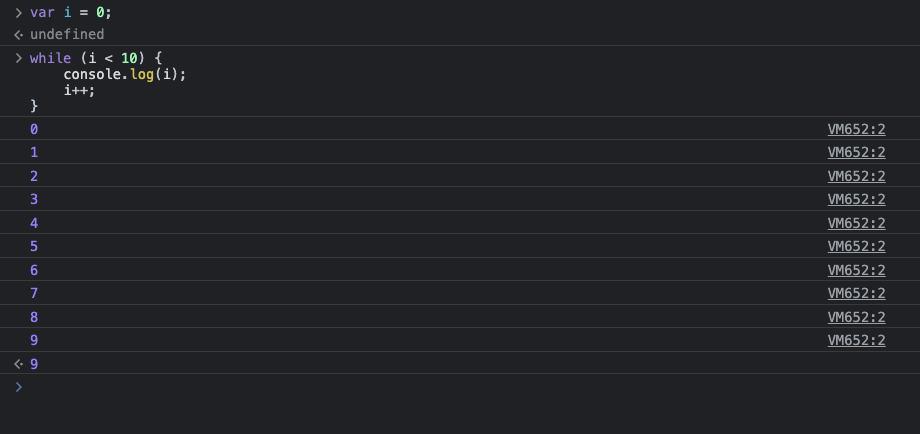 > var i = 0;
<· undefined
> while (i < 10) {
    console.log(i);
    i++;
}
0 VM652:2
1 VM652:2
2 VM652:2
3 VM652:2
4 VM652:2
5 VM652:2
6 VM652:2
7 VM652:2
8 VM652:2
9 VM652:2
<· 9
>